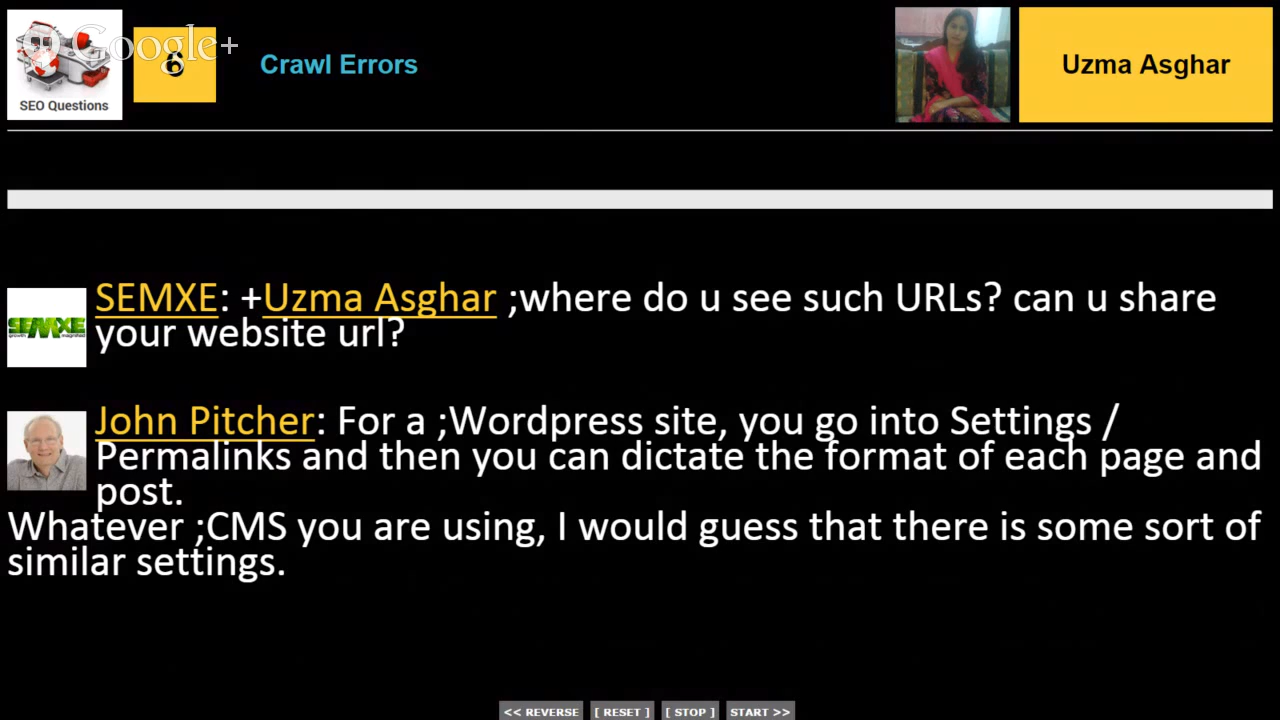 Google+
SEO Questions
6
Crawl Errors
Uzma Asghar
SEMXE: +Uzma Asghar ;where do u see such URLs? can u share
your website url?
SEMXE
John Pitcher: For a ;Wordpress site, you go into Settings /
Permalinks and then you can dictate the format of each page and
post.
Whatever ;CMS you are using, I would guess that there is some sort of
similar settings.
<< REVERSE [ RESET ] [ STOP ] START >>